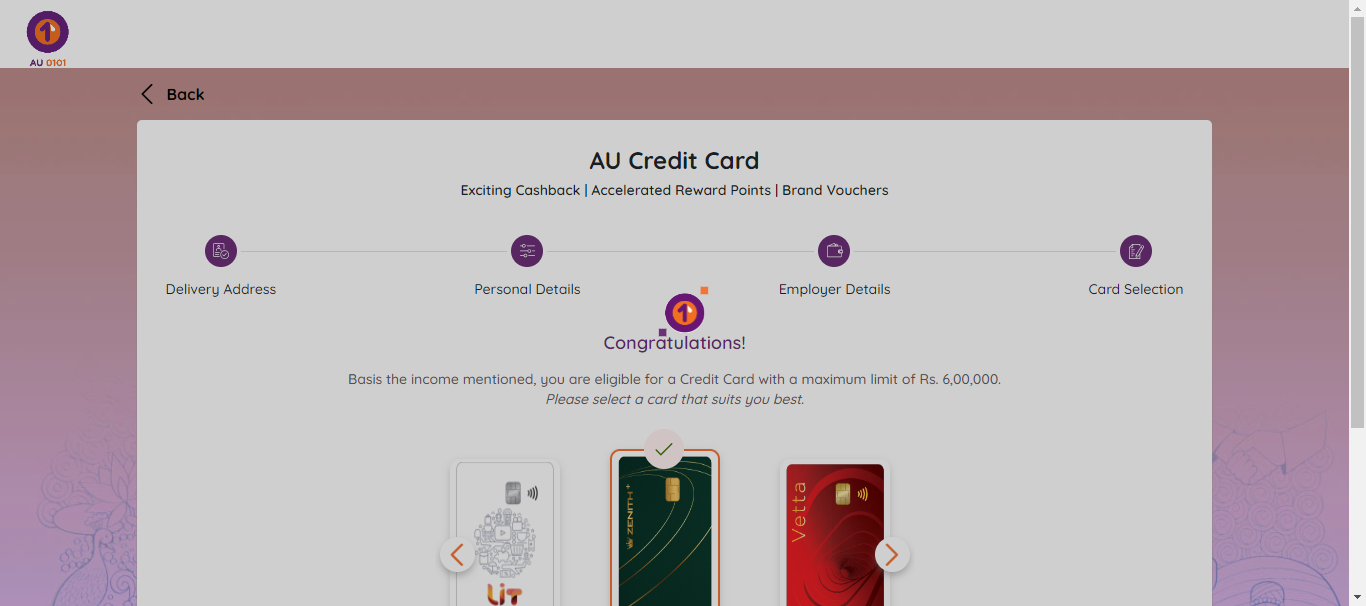 AU 0101
Back
AU Credit Card
Exciting Cashback | Accelerated Reward Points | Brand Vouchers
Delivery Address
Personal Details
Employer Details
Card Selection
Congratulations!
Basis the income mentioned, you are eligible for a Credit Card with a maximum limit of Rs. 6,00,000.
Please select a card that suits you best.
LiT
ZENITH+
Vetta